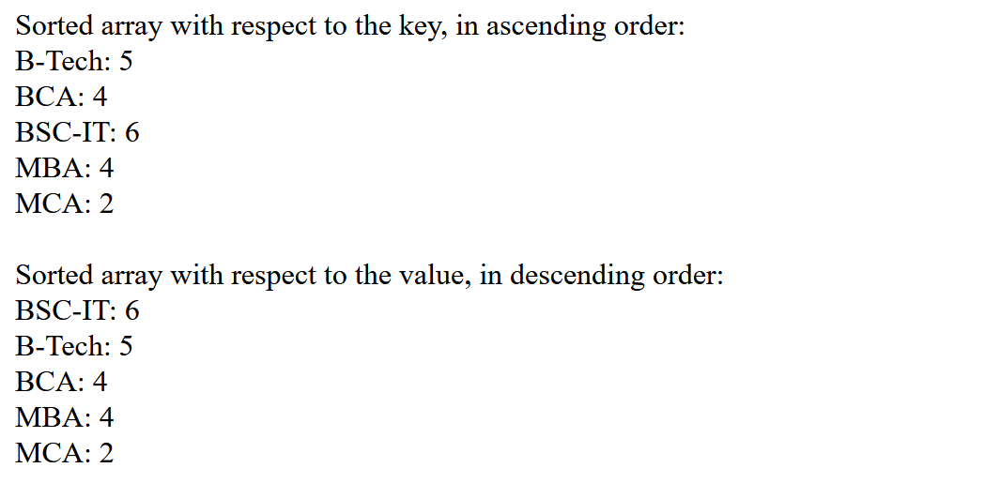 Sorted array with respect to the key, in ascending order:
B-Tech: 5
BCA: 4
BSC-IT: 6
MBA: 4
MCA: 2
Sorted array with respect to the value, in descending order:
BSC-IT: 6
B-Tech: 5
BCA: 4
MBA: 4
MCA: 2